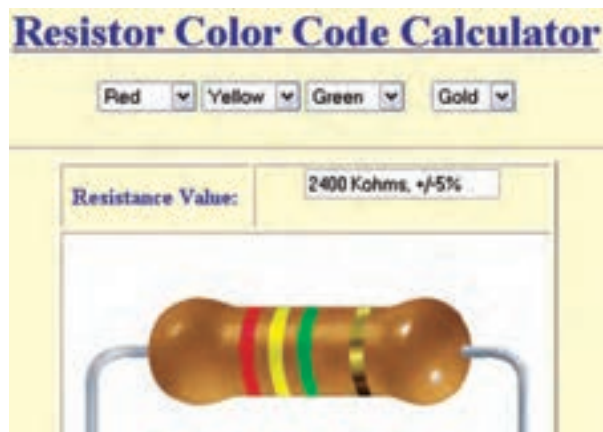 Resistor Color Code Calculator
Red Yellow Green Gold
Resistance Value: 2400 Kohms, +/-5%